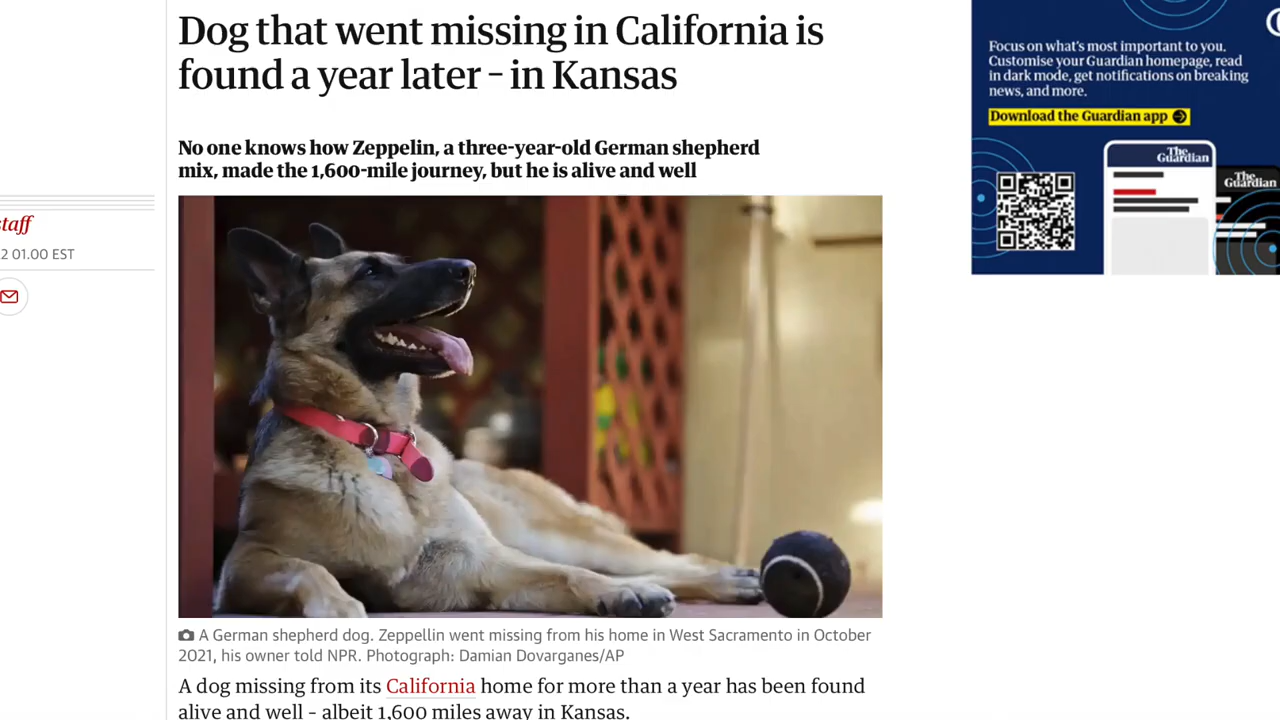 Dog that went missing in California is
found a year later – in Kansas
No one knows how Zeppelin, a three-year-old German shepherd
mix, made the 1,600-mile journey, but he is alive and well
staff
2 01.00 EST
A German shepherd dog. Zeppellin went missing from his home in West Sacramento in October
2021, his owner told NPR. Photograph: Damian Dovarganes/AP
A dog missing from its California home for more than a year has been found
alive and well – albeit 1,600 miles away in Kansas.
Focus on what's most important to you.
Customise your Guardian homepage, read
in dark mode, get notifications on breaking
news, and more.
Download the Guardian app
The
Guardian
The
Guardian